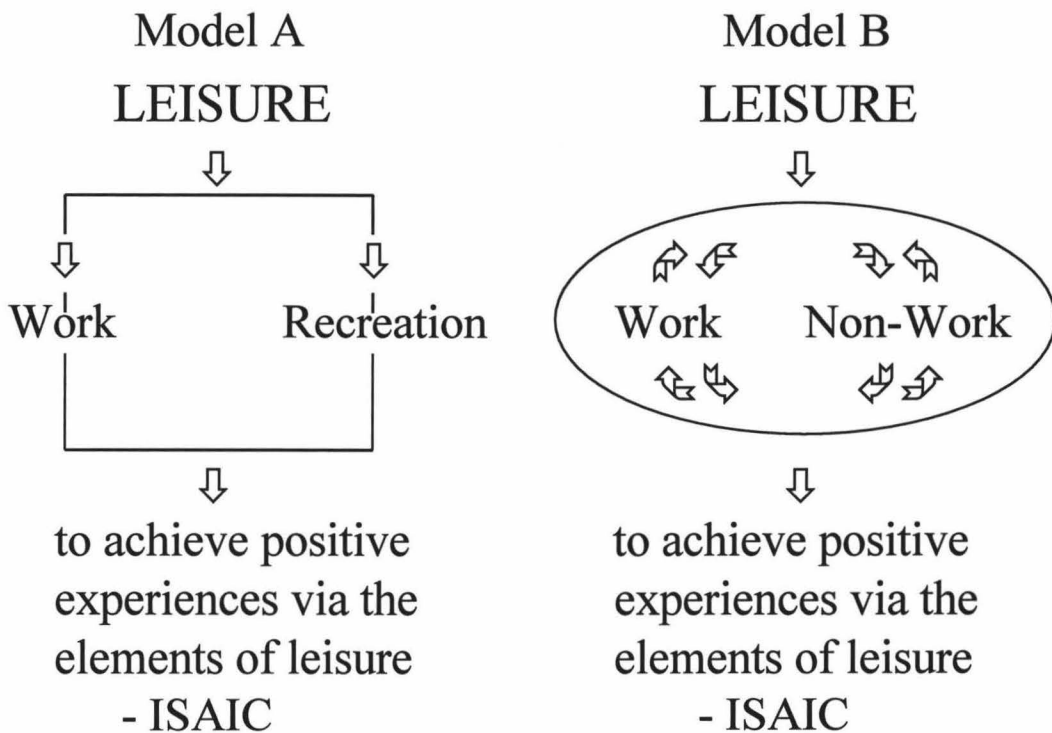 Model A
LEISURE
Work
Recreation
to achieve positive
experiences via the
elements of leisure
- ISAIC
Model B
LEISURE
Work
Non-Work
to achieve positive
experiences via the
elements of leisure
- ISAIC